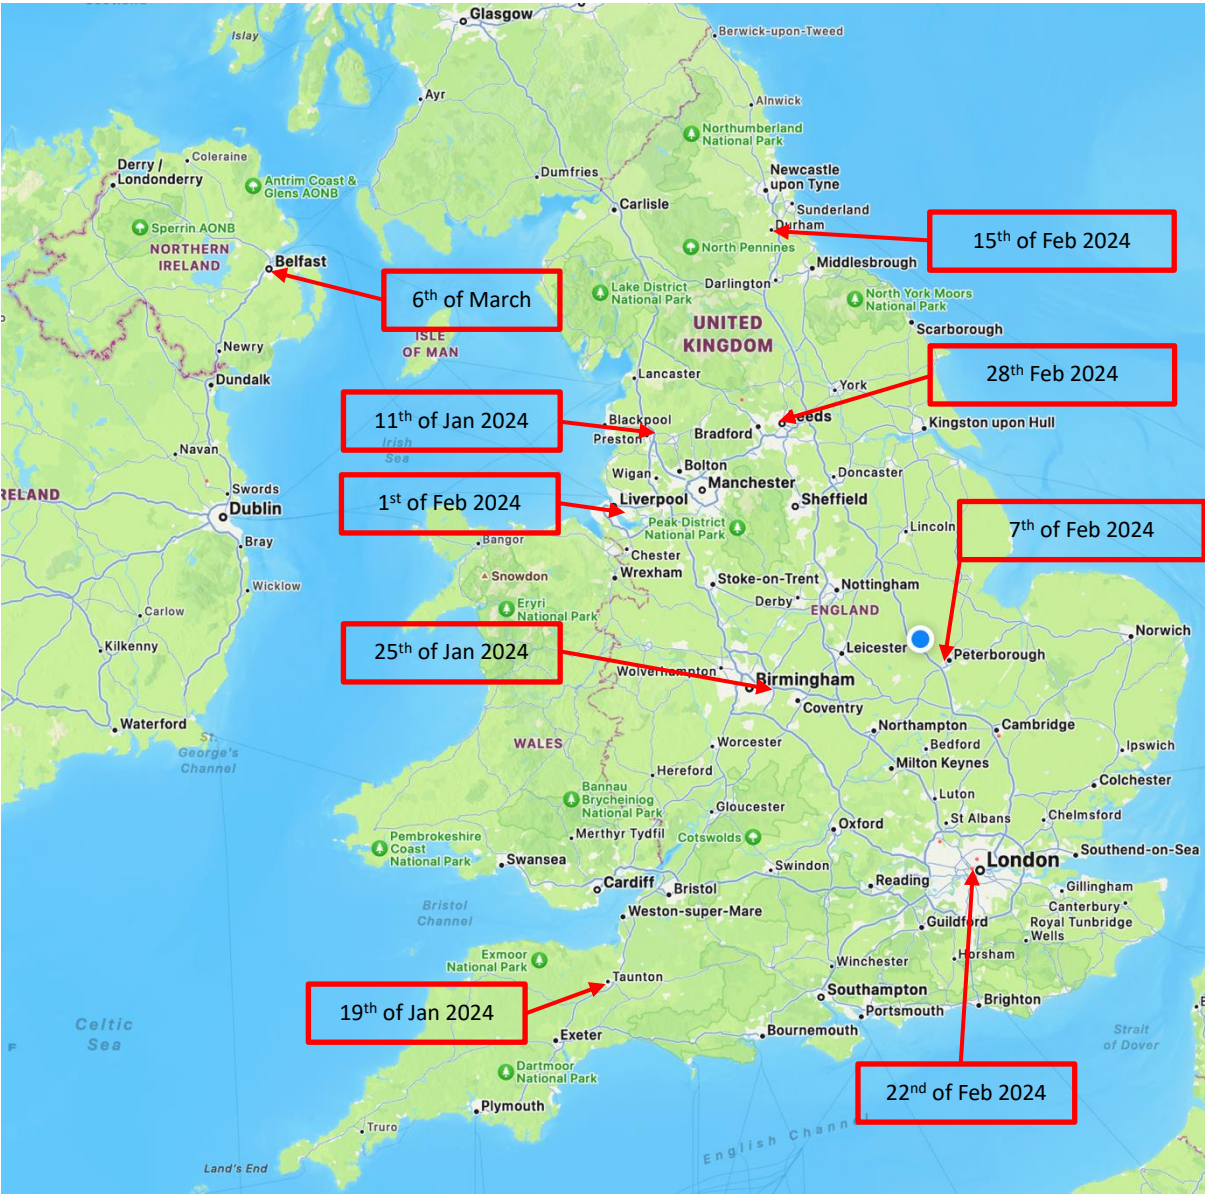 Glasgow
Islay
Berwick-upon-Tweed
Ayr
Alnwick
Northumberland
National Park
Coleraine
Derry /
Londonderry
Antrim Coast &
Glens AONB
Dumfries
Newcastle
upon Tyne
Carlisle
Sunderland
Durham
15th of Feb 2024
Sperrin AONB
NORTHERN
IRELAND
Belfast
North Pennines
Middlesbrough
6th of March
Lake District
National Park
Darlington
North York Moors
National Park
ISLE
OF MAN
UNITED
KINGDOM
Scarborough
Newry
Dundalk
Lancaster
28th Feb 2024
York
11th of Jan 2024
Blackpool
Preston
Bradford
Leeds
Kingston upon Hull
Irish
Sea
Navan
Wigan
Bolton
Manchester
Doncaster
RELAND
Swords
Dublin
1st of Feb 2024
Liverpool
Sheffield
Peak District
National Park
Lincoln
7th of Feb 2024
Bray
Bangor
Chester
Wrexham
Snowdon
Stoke-on-Trent
Nottingham
Wicklow
Derby
ENGLAND
Carlow
Eryri
National Park
Kilkenny
25th of Jan 2024
Leicester
Peterborough
Norwich
Wolverhampton
Birmingham
Coventry
Waterford
St.
George's
Channel
WALES
Worcester
Northampton
Cambridge
Bedford
Ipswich
Milton Keynes
Hereford
Colchester
Bannau
Brycheiniog
National Park
Luton
Gloucester
St Albans
Chelmsford
Pembrokeshire
Coast
National Park
Merthyr Tydfil
Cotswolds
Oxford
Swansea
Swindon
London
Southend-on-Sea
Cardiff
Bristol
Reading
Gillingham
Bristol
Channel
Weston-super-Mare
Guildford
Canterbury
Royal Tunbridge
Wells
Exmoor
National Park
Winchester
Horsham
Taunton
19th of Jan 2024
Southampton
Portsmouth
Brighton
Celtic
Sea
Exeter
Bournemouth
Strait
of Dover
Dartmoor
National Park
22nd of Feb 2024
Plymouth
Truro
English Channel
Land's End